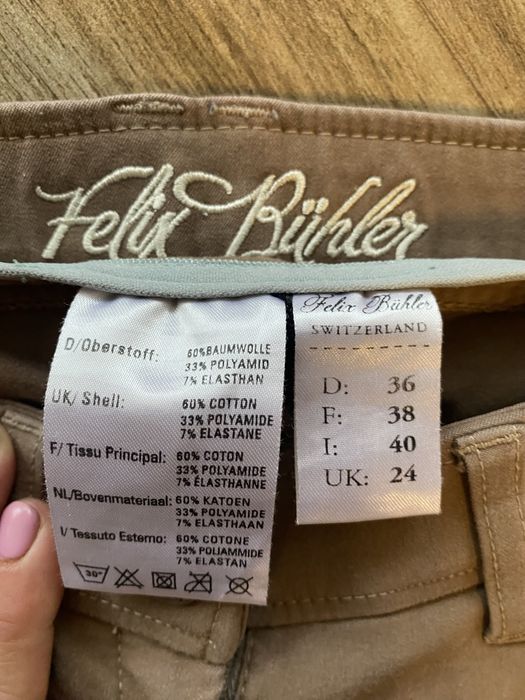 Felix Bühler
D/Oberstoff: 60%BAUMWOLLE
33% POLYAMID
7% ELASTHAN
UK/ Shell: 60% COTTON
33% POLYAMIDE
7% ELASTANE
F/ Tissu Principal: 60% COTON
33% POLYAMIDE
7% ÉLASTHANNE
NL/Bovenmateriaal: 60% KATOEN
33% POLYAMIDE
7% ELASTAAN
I/ Tessuto Esterno: 60% COTONE
33% POLIAMMIDE
7% ELASTAN
30°
Felix Bühler
SWITZERLAND
D: 36
F: 38
I: 40
UK: 24